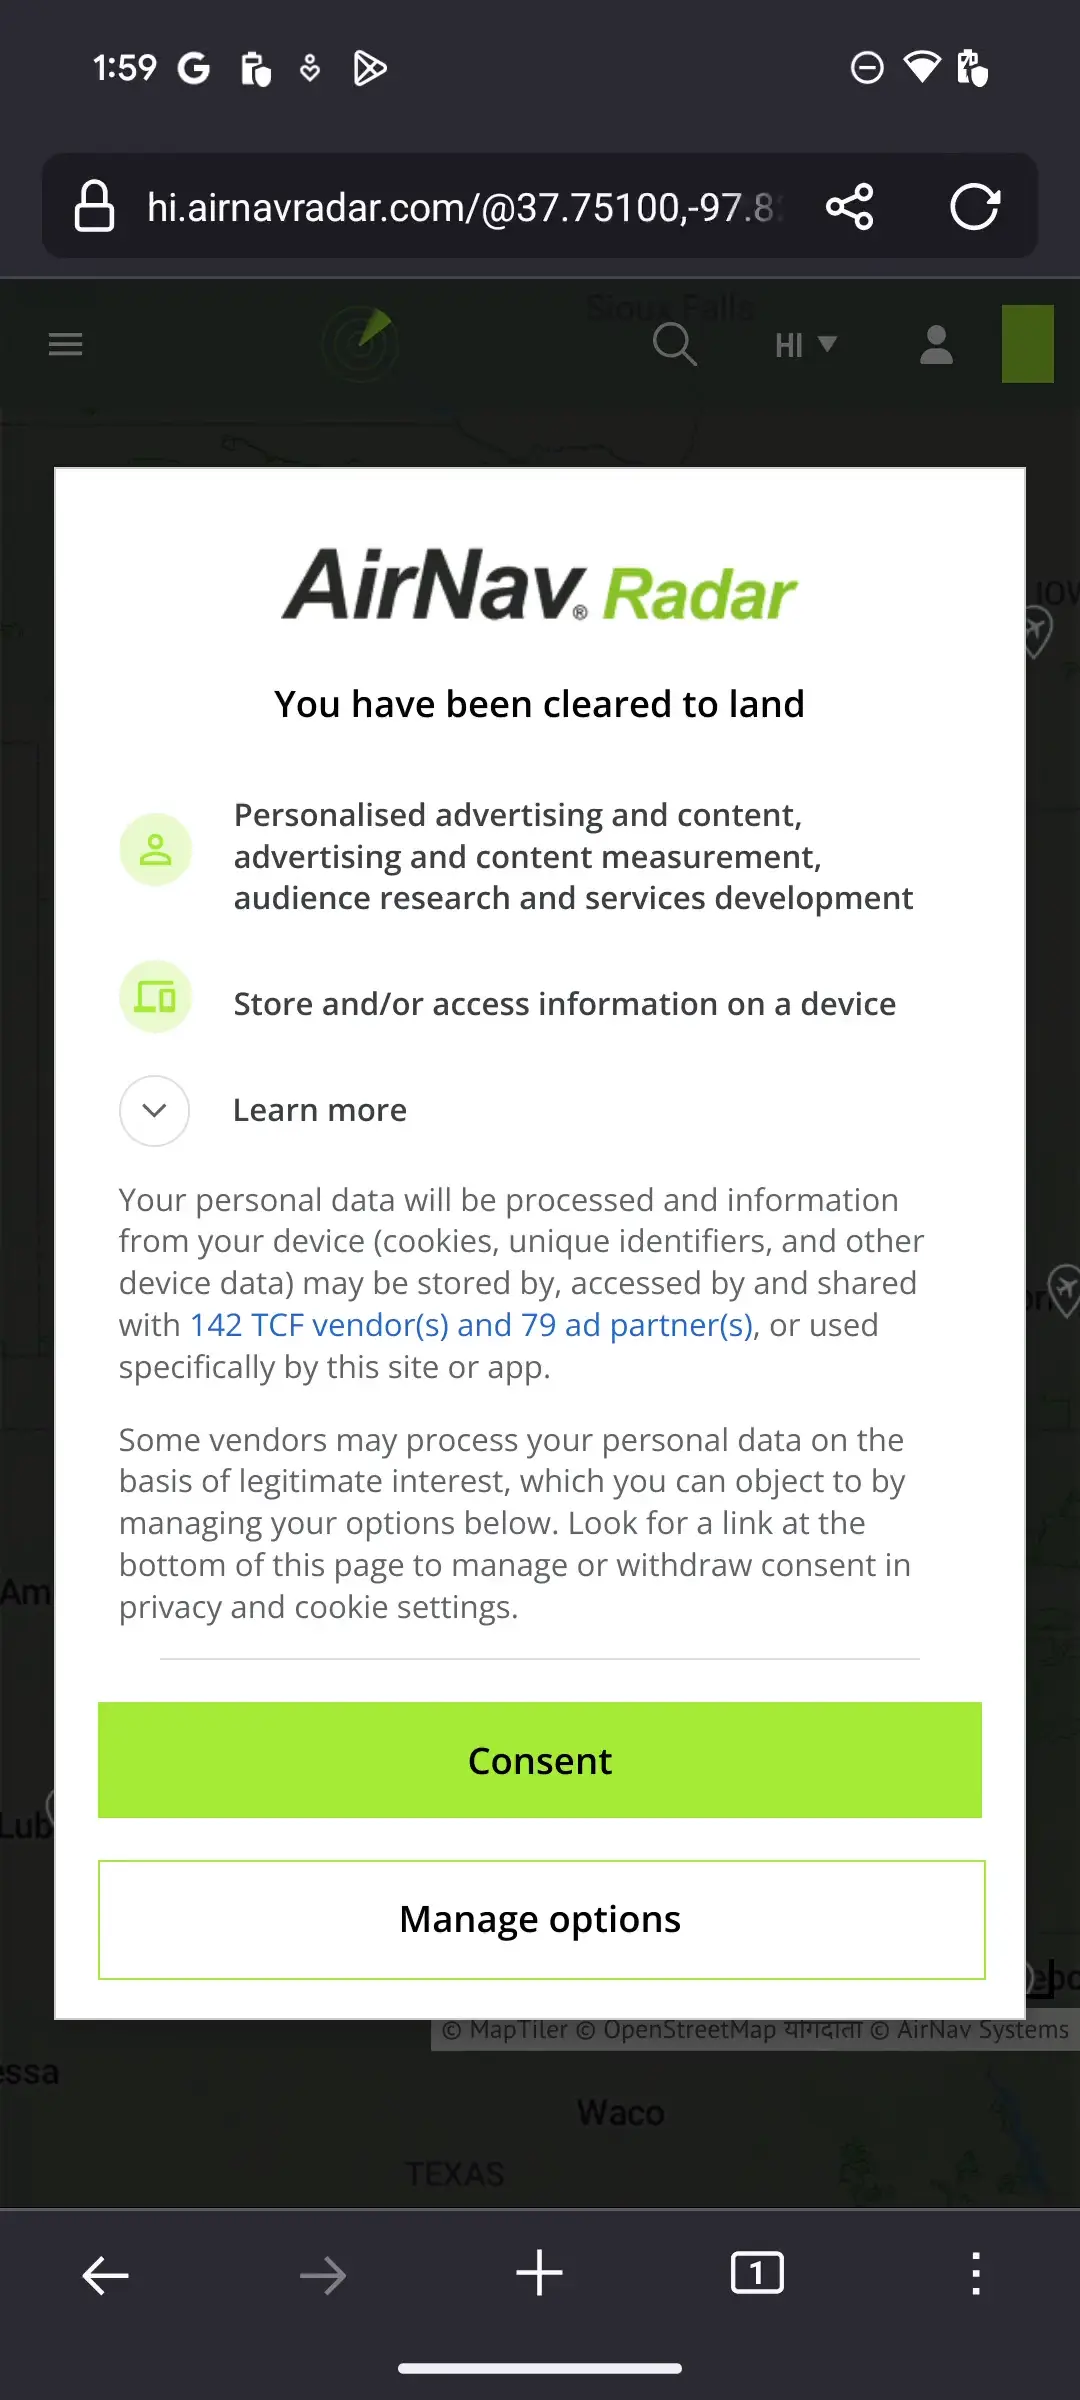 1:59
hi.airnavradar.com/@37.75100,-97.8
Sioux Falls
HI
AirNav® Radar
You have been cleared to land
Personalised advertising and content,
advertising and content measurement,
audience research and services development
Store and/or access information on a device
Learn more
Your personal data will be processed and information
from your device (cookies, unique identifiers, and other
device data) may be stored by, accessed by and shared
with 142 TCF vendor(s) and 79 ad partner(s), or used
specifically by this site or app.
Some vendors may process your personal data on the
basis of legitimate interest, which you can object to by
managing your options below. Look for a link at the
bottom of this page to manage or withdraw consent in
privacy and cookie settings.
Am
Lub
Consent
Manage options
© MapTiler © OpenStreetMap योगदाता © AirNav Systems
essa
Waco
TEXAS
1